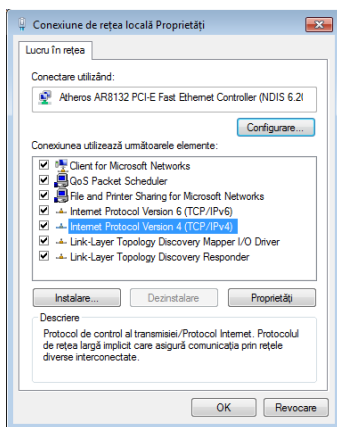 Conexiune de rețea locală Proprietăți
Lucru în rețea
Conectare utilizând:
Atheros AR8132 PCI-E Fast Ethernet Controller (NDIS 6.20
Configurare...
Conexiunea utilizează următoarele elemente:
Client for Microsoft Networks
QoS Packet Scheduler
File and Printer Sharing for Microsoft Networks
Internet Protocol Version 6 (TCP/IPv6)
Internet Protocol Version 4 (TCP/IPv4)
Link-Layer Topology Discovery Mapper I/O Driver
Link-Layer Topology Discovery Responder
Instalare...
Dezinstalare
Proprietăți
Descriere
Protocol de control al transmisiei/Protocol Internet. Protocolul
de rețea largă implicit care asigură comunicația prin rețele
diverse interconectate.
OK
Revocare